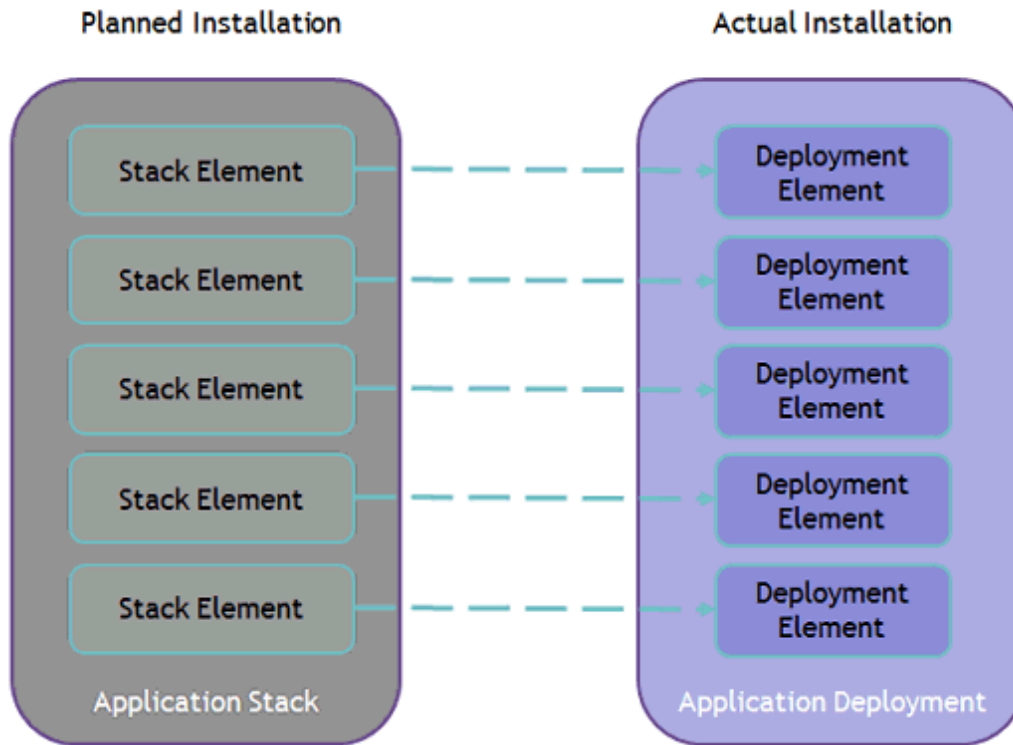 Planned Installation
Actual Installation
Stack Element
Deployment
Element
Stack Element
Deployment
Element
Stack Element
Deployment
Element
Stack Element
Deployment
Element
Stack Element
Deployment
Element
Application Stack
Application Deployment